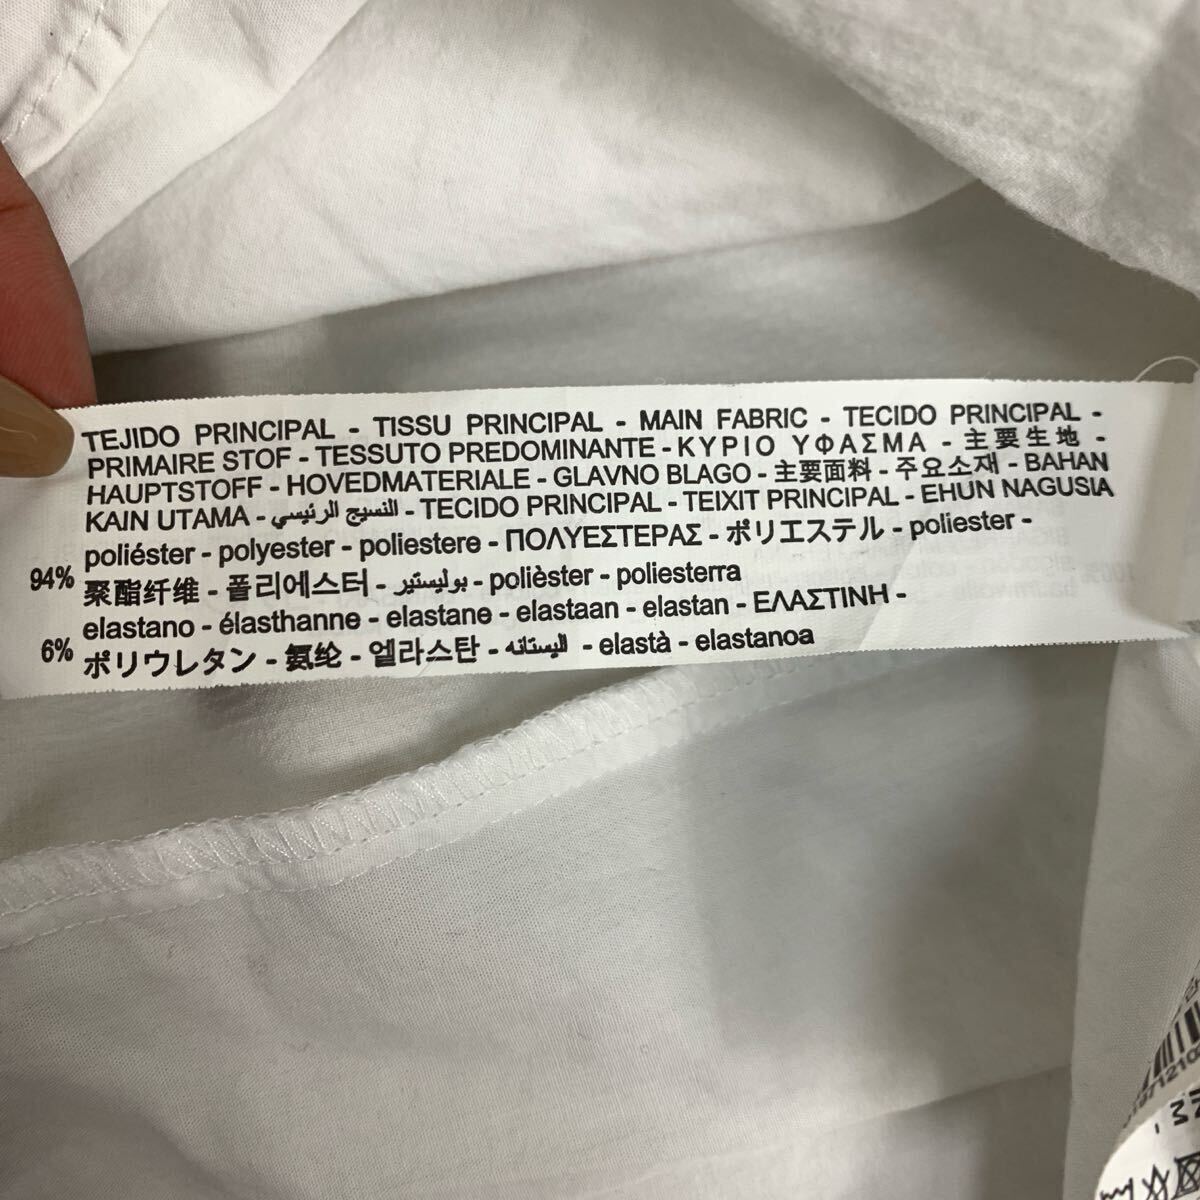 TEJIDO PRINCIPAL - TISSU PRINCIPAL - MAIN FABRIC - TECIDO PRINCIPAL -
PRIMAIRE STOF - TESSUTO PREDOMINANTE - ΚΥΡΙΟ ΥΦΑΣΜΑ - 主要生地 -
HAUPTSTOFF - HOVEDMATERIALE - GLAVNO BLAGO - 主要面料 - 주요소재 - BAHAN
KAIN UTAMA - النسيج الرئيسي - TECIDO PRINCIPAL - TEIXIT PRINCIPAL - EHUN NAGUSIA
poliéster - polyester - poliestere - ΠΟΛΥΕΣΤΕΡΑΣ - ポリエステル - poliester -
94% 聚酯纤维 - 폴리에스터 - بوليستير - polièster - poliesterra
elastano - élasthanne - elastane - elastaan - elastan - ΕΛΑΣΤΙΝΗ -
6% ポリウレタン - 氨纶 - 엘라스탄 - اليستانه - elastà - elastanoa